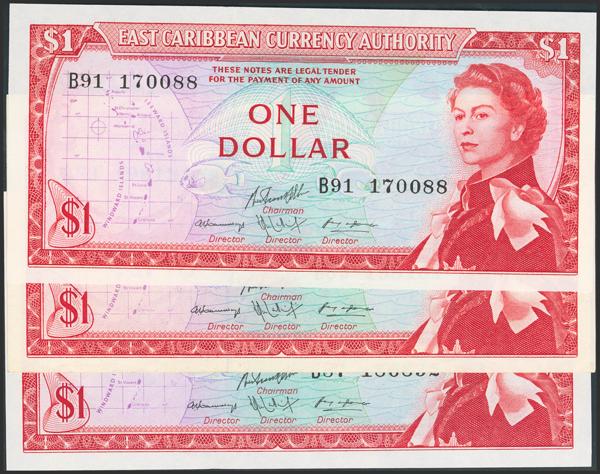 $1 EAST CARIBBEAN CURRENCY AUTHORITY $1
B91 170088
THESE NOTES ARE LEGAL TENDER
FOR THE PAYMENT OF ANY AMOUNT
ONE
DOLLAR
LEEWARD ISLANDS
WINDWARD ISLANDS
B91 170088
$1
Chairman
Director Director Director
$1
WINDWARD
Chairman
Director Director Director
$1
Chairman
Director Director Director